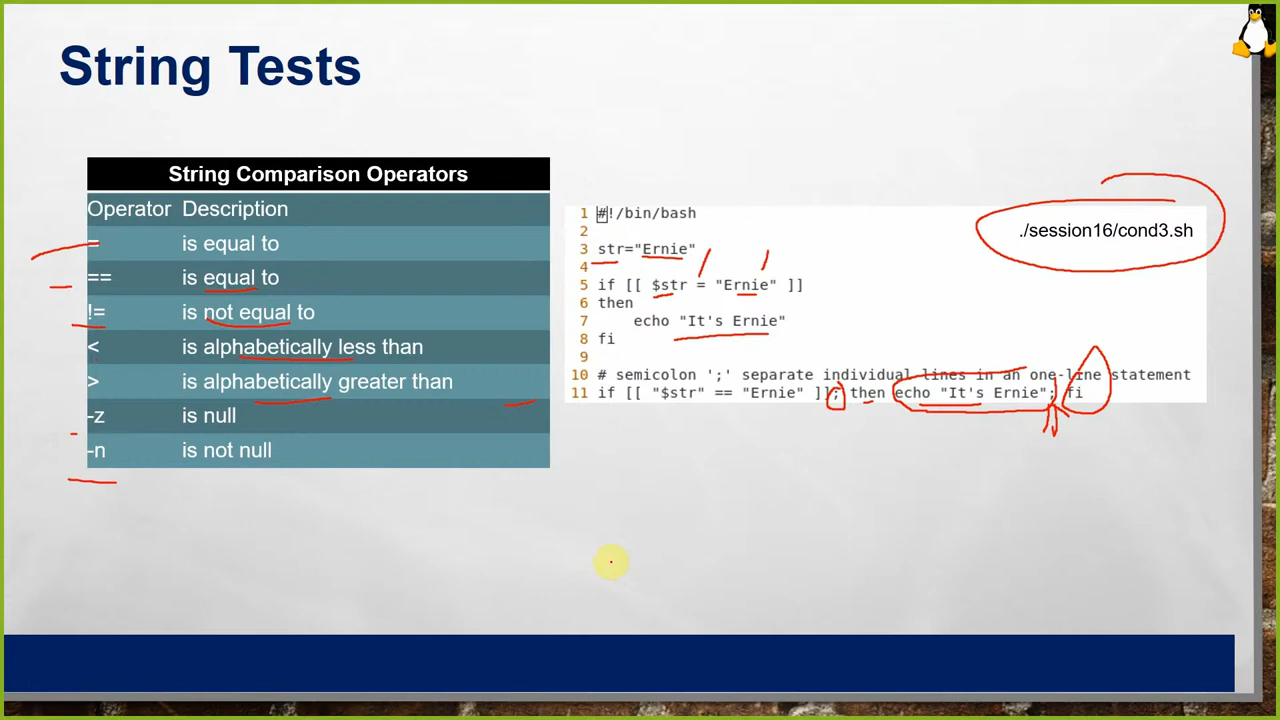 String Tests
String Comparison Operators
Operator Description
= is equal to
== is equal to
!= is not equal to
< is alphabetically less than
> is alphabetically greater than
-z is null
-n is not null
./session16/cond3.sh
1 #!/bin/bash
2
3 str="Ernie"
4
5 if [[ $str = "Ernie" ]]
6 then
7 echo "It's Ernie"
8 fi
9
10 # semicolon ';' separate individual lines in an one-line statement
11 if [[ "$str" == "Ernie" ]]; then echo "It's Ernie"; fi